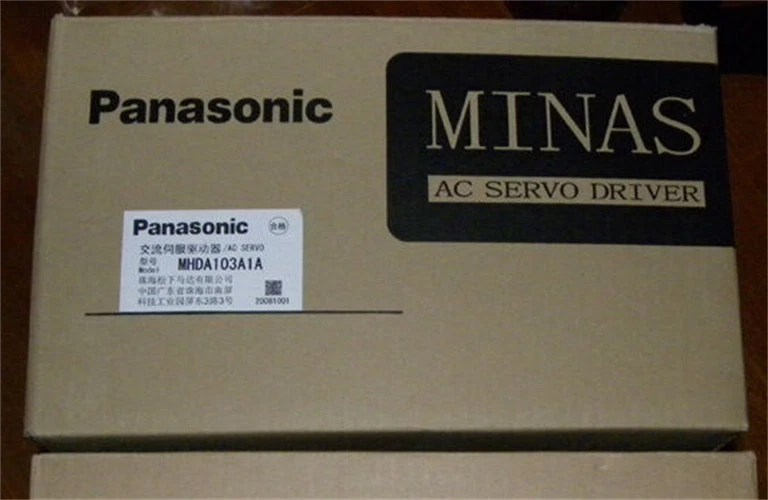 Panasonic
MINAS
AC SERVO DRIVER
Panasonic 合格
交流伺服驱动器/AC SERVO
型号
Model MHDA103A1A
珠海松下马达有限公司
中国广东省珠海市南屏
科技工业园屏东3路3号 20081001